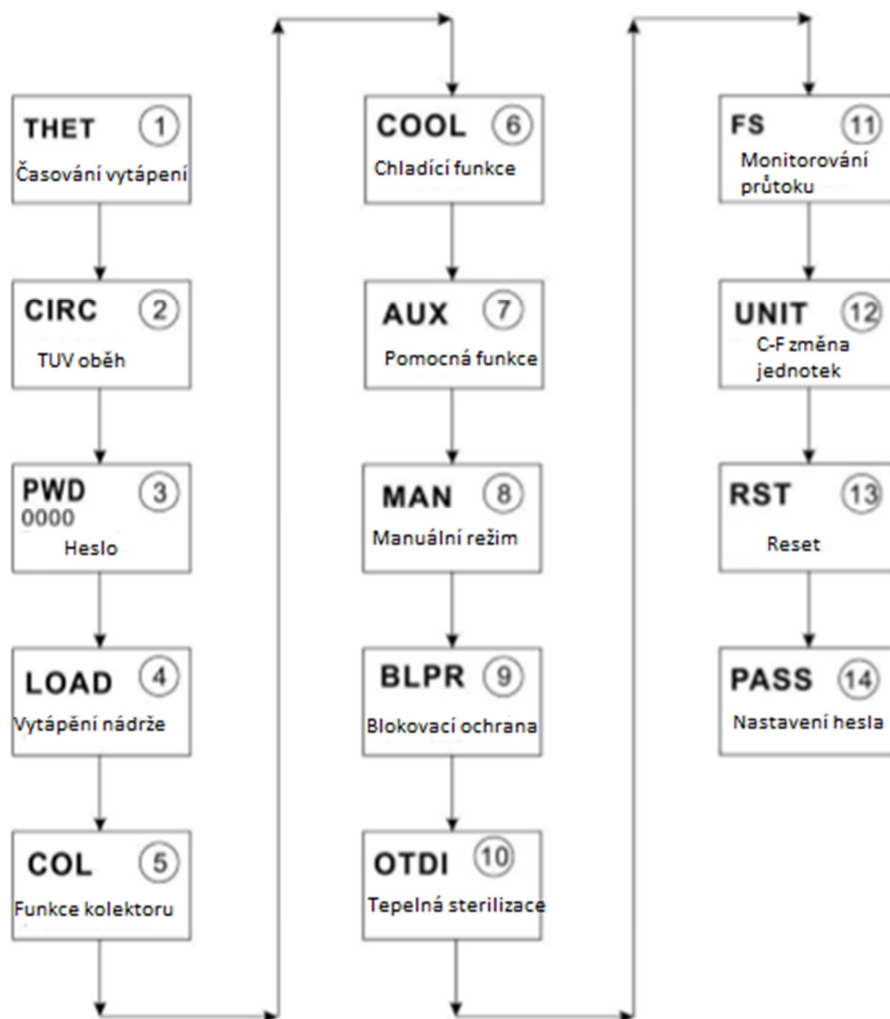 THET 1
Časování vytápení
CIRC 2
TUV oběh
PWD 3
0000
Heslo
LOAD 4
Vytápění nádrže
COL 5
Funkce kolektoru
COOL 6
Chladící funkce
AUX 7
Pomocná funkce
MAN 8
Manuální režim
BLPR 9
Blokovací ochrana
OTDI 10
Tepelná sterilizace
FS 11
Monitorování
průtoku
UNIT 12
C-F změna
jednotek
RST 13
Reset
PASS 14
Nastavení hesla